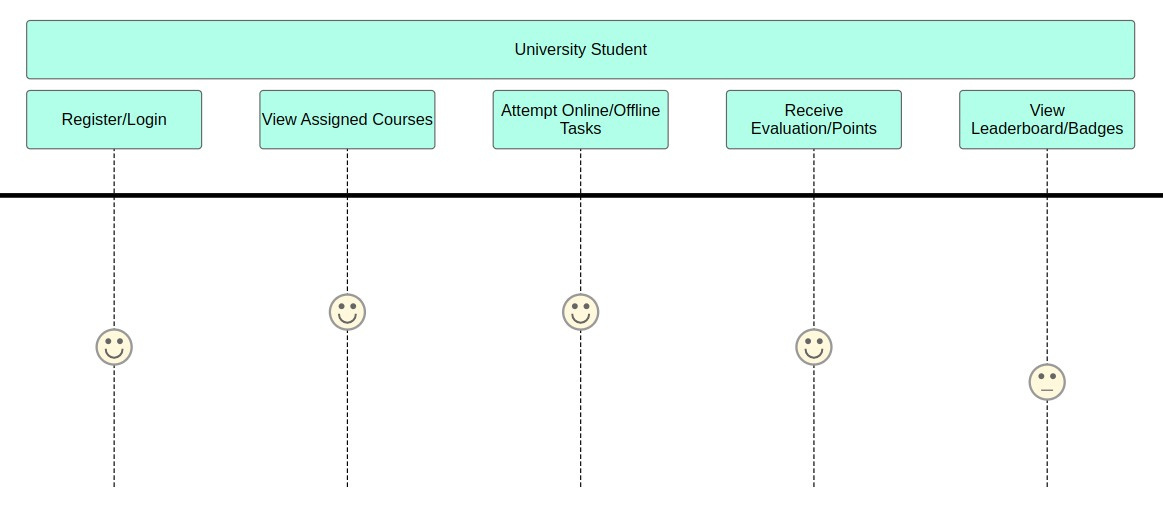 University Student
Register/Login
View Assigned Courses
Attempt Online/Offline
Tasks
Receive
Evaluation/Points
View
Leaderboard/Badges